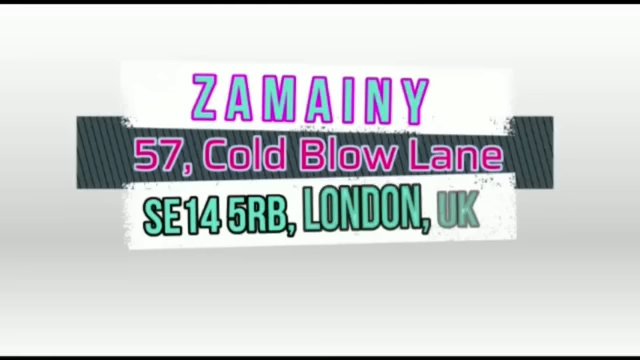 ZAMAINY
57, Cold Blow Lane
SE14 5RB, LONDON, UK